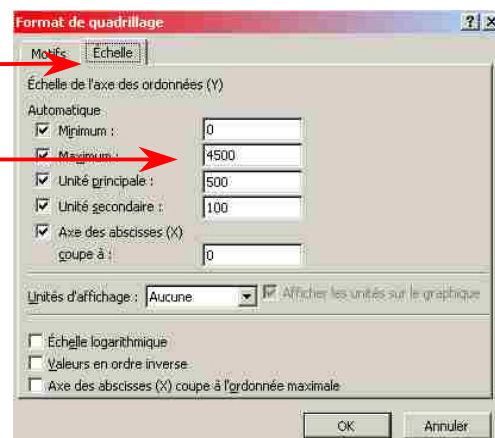 Format de quadrillage
Motifs Échelle
Échelle de l'axe des ordonnées (Y)
Automatique
Minimum : 0
Maximum : 4500
Unité principale : 500
Unité secondaire : 100
Axe des abscisses (X)
coupe à : 0
Unités d'affichage : Aucune Afficher les unités sur le graphique
Échelle logarithmique
Valeurs en ordre inverse
Axe des abscisses (X) coupe à l'ordonnée maximale
OK Annuler